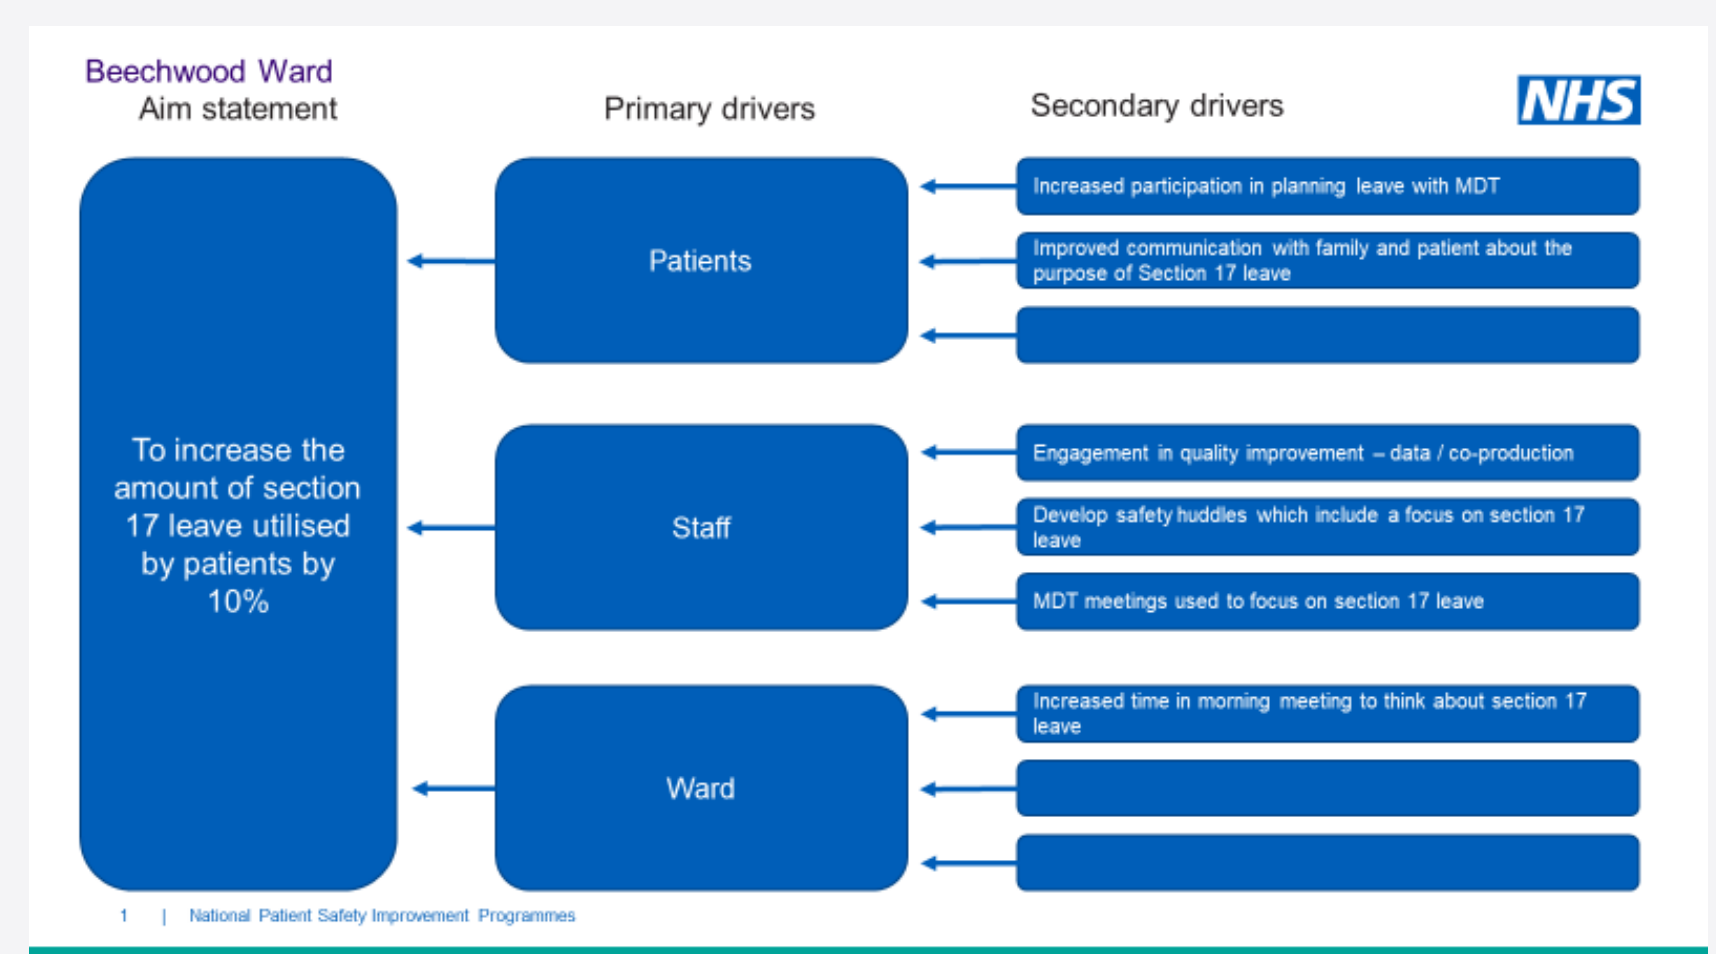 Beechwood Ward
Aim statement
Primary drivers
Secondary drivers
NHS
To increase the
amount of section
17 leave utilised
by patients by
10%
Patients
Increased participation in planning leave with MDT
Improved communication with family and patient about the
purpose of Section 17 leave
Staff
Engagement in quality improvement – data / co-production
Develop safety huddles which include a focus on section 17
leave
MDT meetings used to focus on section 17 leave
Ward
Increased time in morning meeting to think about section 17
leave
1 | National Patient Safety Improvement Programmes